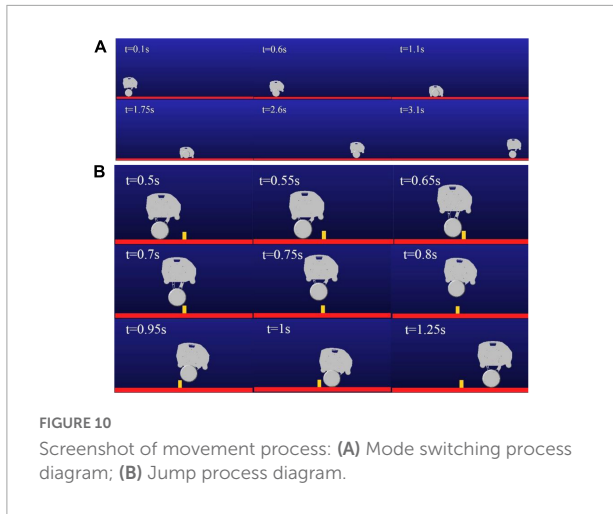 A
t=0.1s t=0.6s t=1.1s
t=1.75s t=2.6s t=3.1s
B
t=0.5s t=0.55s t=0.65s
t=0.7s t=0.75s t=0.8s
t=0.95s t=1s t=1.25s
FIGURE 10
Screenshot of movement process: (A) Mode switching process
diagram; (B) Jump process diagram.